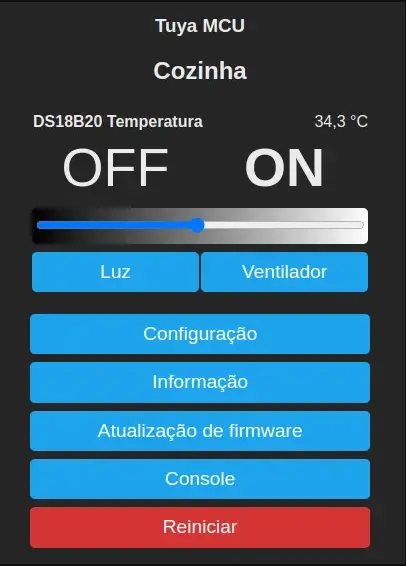 Tuya MCU
Cozinha
DS18B20 Temperatura 34,3 °C
OFF ON
Luz Ventilador
Configuração
Informação
Atualização de firmware
Console
Reiniciar